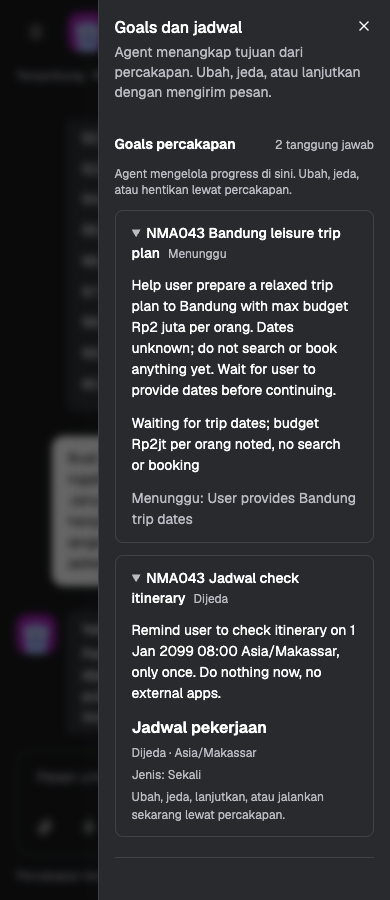 Goals dan jadwal
Agent menangkap tujuan dari
percakapan. Ubah, jeda, atau lanjutkan
dengan mengirim pesan.
Goals percakapan 2 tanggung jawab
Agent mengelola progress di sini. Ubah, jeda,
atau hentikan lewat percakapan.
▼ NMA043 Bandung leisure trip
plan Menunggu
Help user prepare a relaxed trip
plan to Bandung with max budget
Rp2 juta per orang. Dates
unknown; do not search or book
anything yet. Wait for user to
provide dates before continuing.
Waiting for trip dates; budget
Rp2jt per orang noted, no search
or booking
Menunggu: User provides Bandung
trip dates
▼ NMA043 Jadwal check
itinerary Dijeda
Remind user to check itinerary on 1
Jan 2099 08:00 Asia/Makassar,
only once. Do nothing now, no
external apps.
Jadwal pekerjaan
Dijeda · Asia/Makassar
Jenis: Sekali
Ubah, jeda, lanjutkan, atau jalankan
sekarang lewat percakapan.